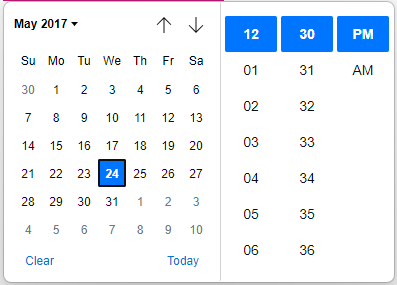 May 2017
Su Mo Tu We Th Fr Sa
30 1 2 3 4 5 6
7 8 9 10 11 12 13
14 15 16 17 18 19 20
21 22 23 24 25 26 27
28 29 30 31 1 2 3
4 5 6 7 8 9 10
Clear Today
12 30 PM
01 31 AM
02 32
03 33
04 34
05 35
06 36